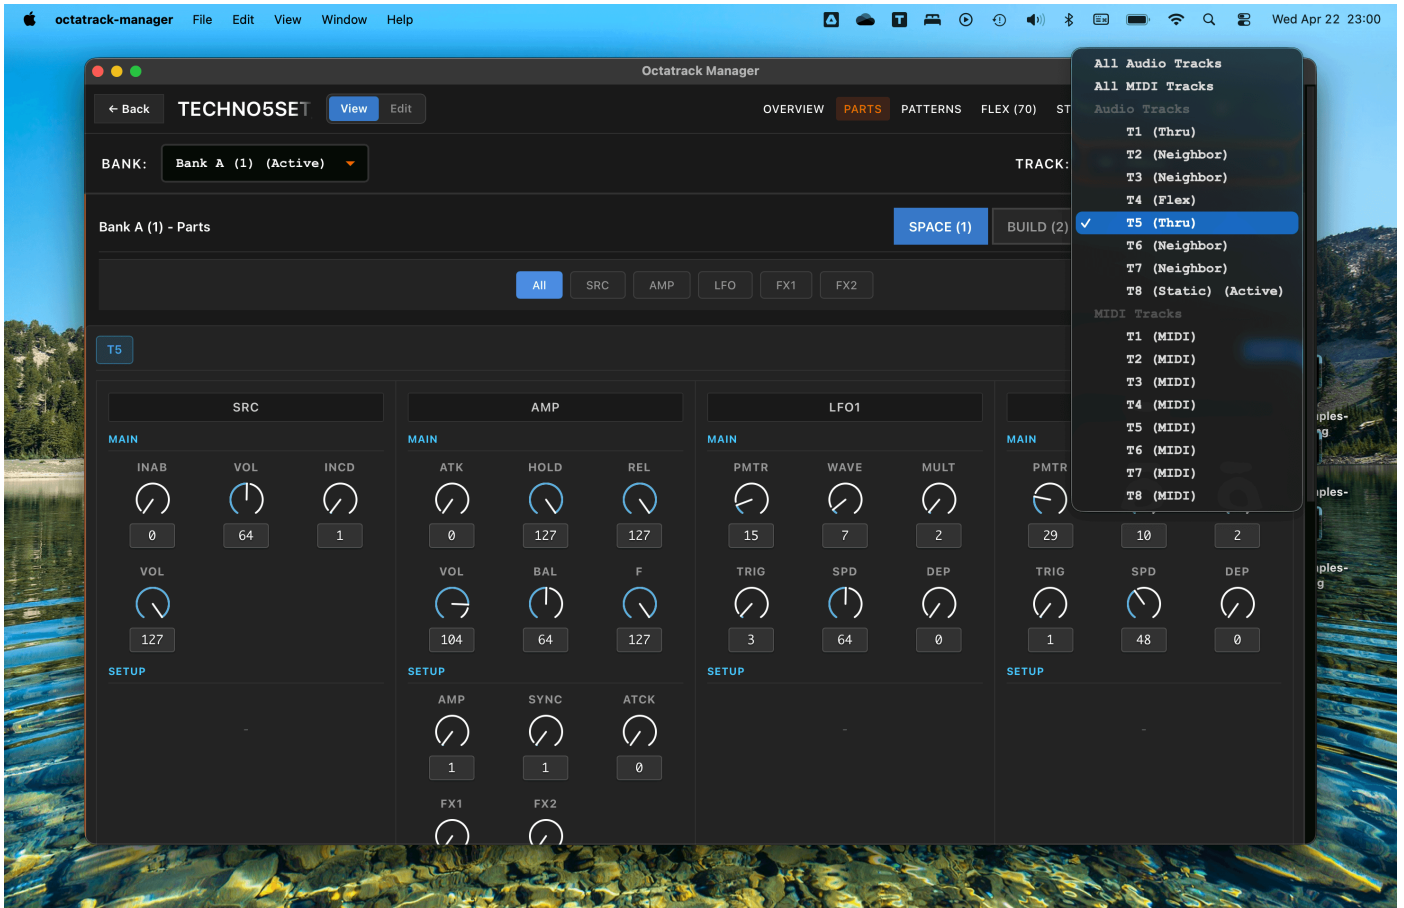 octatrack-manager File Edit View Window Help Wed Apr 22 23:00
Octatrack Manager
← Back TECHNO5SET View Edit OVERVIEW PARTS PATTERNS FLEX (70) ST
BANK: Bank A (1) (Active) TRACK:
Bank A (1) - Parts SPACE (1) BUILD (2)
All SRC AMP LFO FX1 FX2
All Audio Tracks
All MIDI Tracks
Audio Tracks
T1 (Thru)
T2 (Neighbor)
T3 (Neighbor)
T4 (Flex)
✓ T5 (Thru)
T6 (Neighbor)
T7 (Neighbor)
T8 (Static) (Active)
MIDI Tracks
T1 (MIDI)
T2 (MIDI)
T3 (MIDI)
T4 (MIDI)
T5 (MIDI)
T6 (MIDI)
T7 (MIDI)
T8 (MIDI)
T5
SRC AMP LFO1
MAIN MAIN MAIN MAIN
INAB VOL INCD ATK HOLD REL PMTR WAVE MULT PMTR
0 64 1 0 127 127 15 7 2 29 10 2
VOL VOL BAL F TRIG SPD DEP TRIG SPD DEP
127 104 64 127 3 64 0 1 48 0
SETUP SETUP SETUP SETUP
AMP SYNC ATCK
- 1 1 0 - -
FX1 FX2
ples-
g
ples-
ples-
g